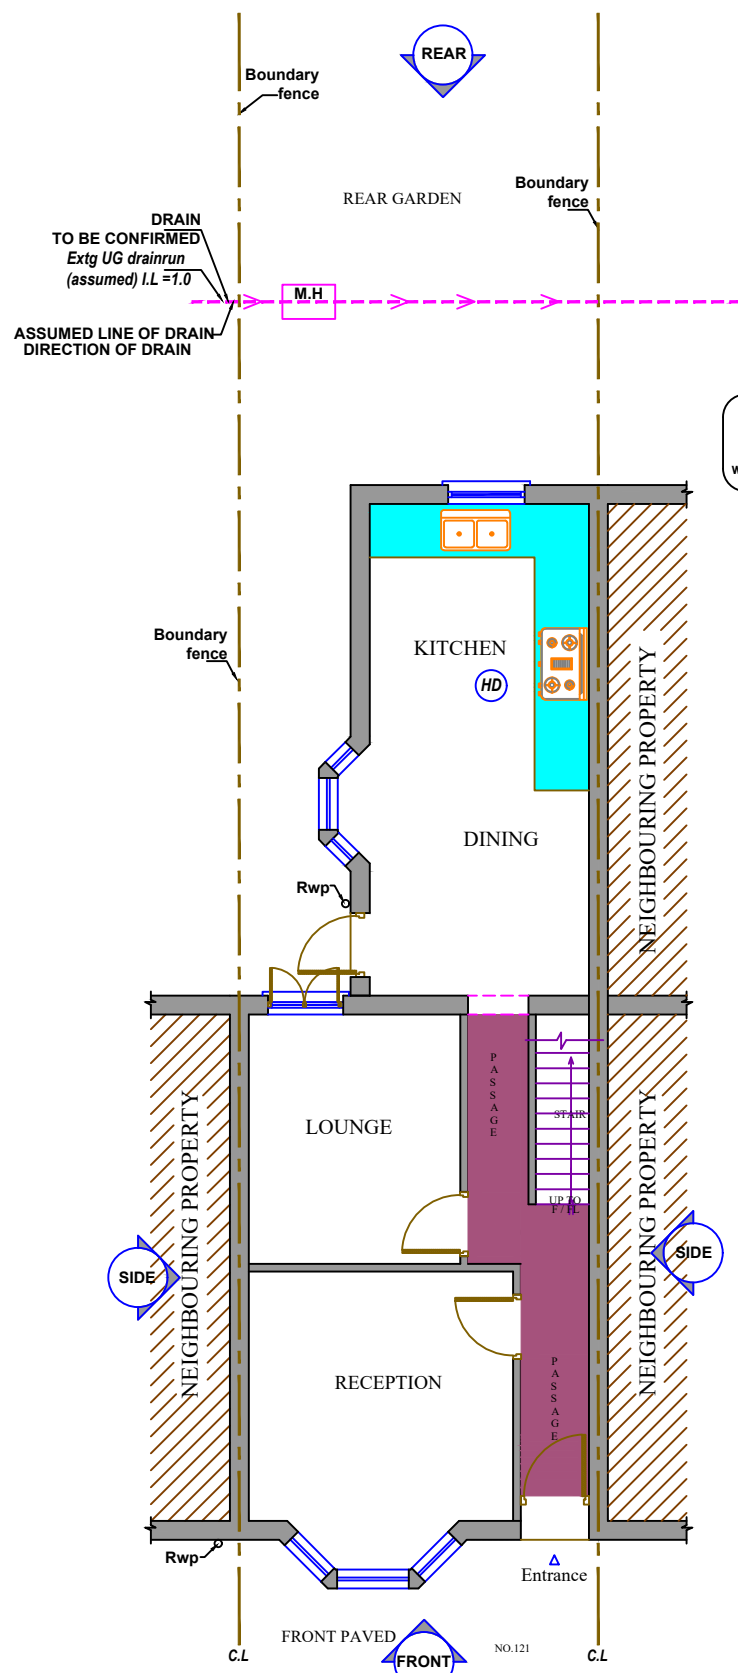 REAR
Boundary
fence
REAR GARDEN
Boundary
fence
DRAIN
TO BE CONFIRMED
Extg UG drainrun
(assumed) I.L =1.0
M.H
ASSUMED LINE OF DRAIN
DIRECTION OF DRAIN
w
Boundary
fence
KITCHEN
HD
NEIGHBOURING PROPERTY
DINING
Rwp
PASSAGE
STAIR
LOUNGE
UP TO
F / FL
NEIGHBOURING PROPERTY
NEIGHBOURING PROPERTY
SIDE
SIDE
RECEPTION
PASSAGE
Rwp
Entrance
FRONT PAVED
NO.121
FRONT
C.L
C.L